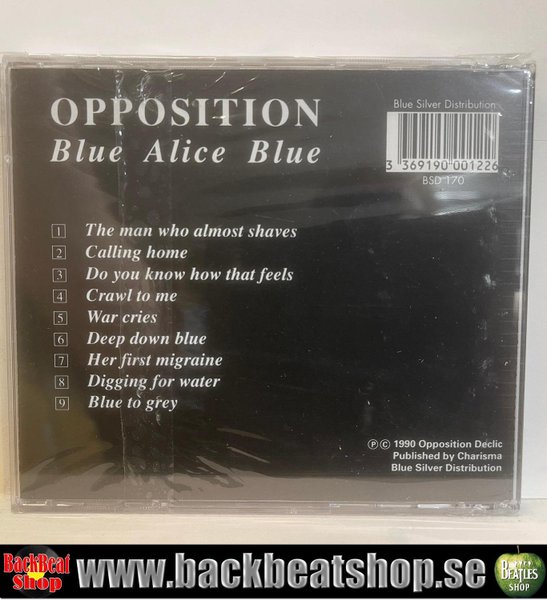 OPPOSITION
Blue Alice Blue
Blue Silver Distribution
3 369190 001226
BSD 170
1 The man who almost shaves
2 Calling home
3 Do you know how that feels
4 Crawl to me
5 War cries
6 Deep down blue
7 Her first migraine
8 Digging for water
9 Blue to grey
Ⓟ © 1990 Opposition Declic
Published by Charisma
Blue Silver Distribution
BackBeat
Shop
www.backbeatshop.se
BEATLES
SHOP